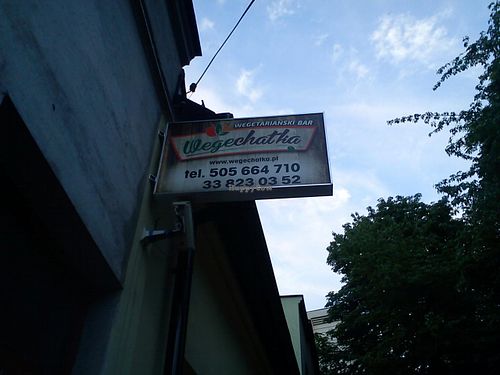 WEGETARIAŃSKI BAR
Wegechatka
www.wegechatka.pl
tel. 505 664 710
33 823 03 52